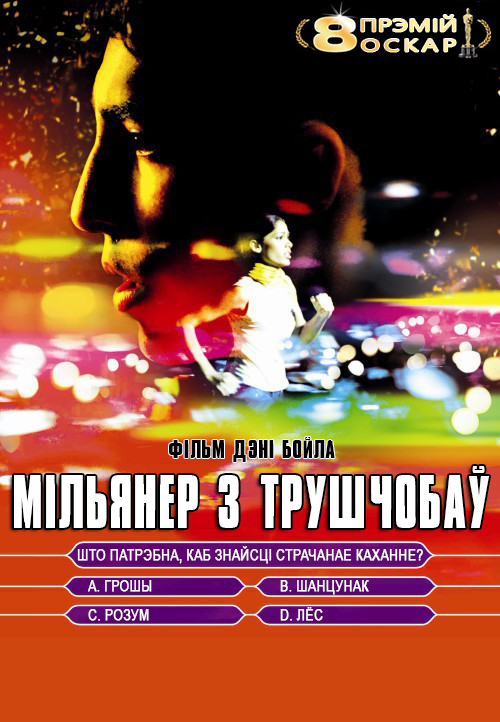 8 ПРЭМІЙ
ОСКАР
ФІЛЬМ ДЭНІ БОЙЛА
МІЛЬЯНЕР З ТРУШЧОБАЎ
ШТО ПАТРЭБНА, КАБ ЗНАЙСЦІ СТРАЧАНАЕ КАХАННЕ?
A. ГРОШЫ
B. ШАНЦУНАК
C. РОЗУМ
D. ЛЁС